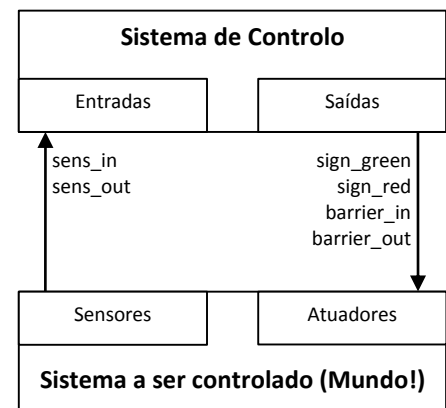 Sistema de Controlo
Entradas
Saídas
sens_in
sens_out
sign_green
sign_red
barrier_in
barrier_out
Sensores
Atuadores
Sistema a ser controlado (Mundo!)